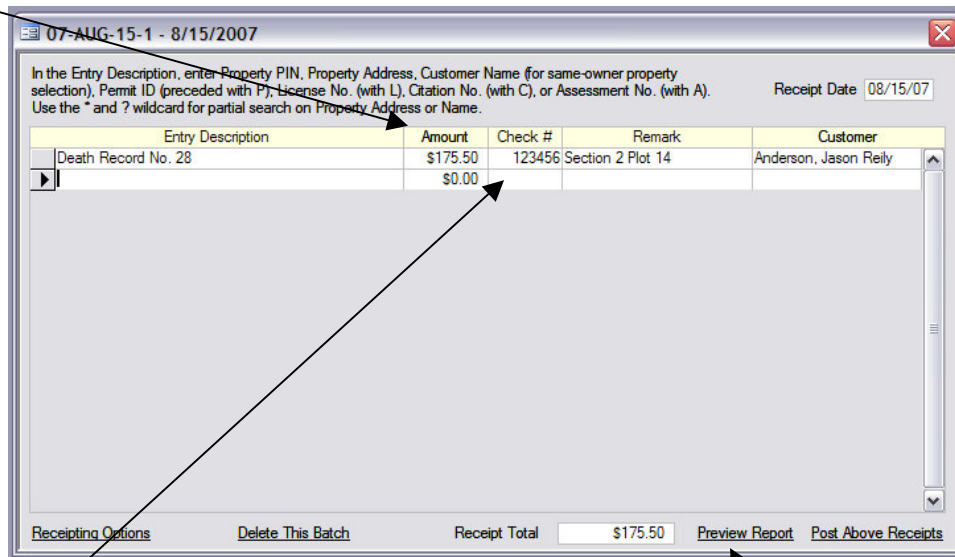 07-AUG-15-1 - 8/15/2007
In the Entry Description, enter Property PIN, Property Address, Customer Name (for same-owner property
selection), Permit ID (preceded with P), License No. (with L), Citation No. (with C), or Assessment No. (with A).
Use the * and ? wildcard for partial search on Property Address or Name.
Receipt Date 08/15/07
Entry Description Amount Check # Remark Customer
Death Record No. 28 $175.50 123456 Section 2 Plot 14 Anderson, Jason Reily
$0.00
Receipting Options Delete This Batch Receipt Total $175.50 Preview Report Post Above Receipts